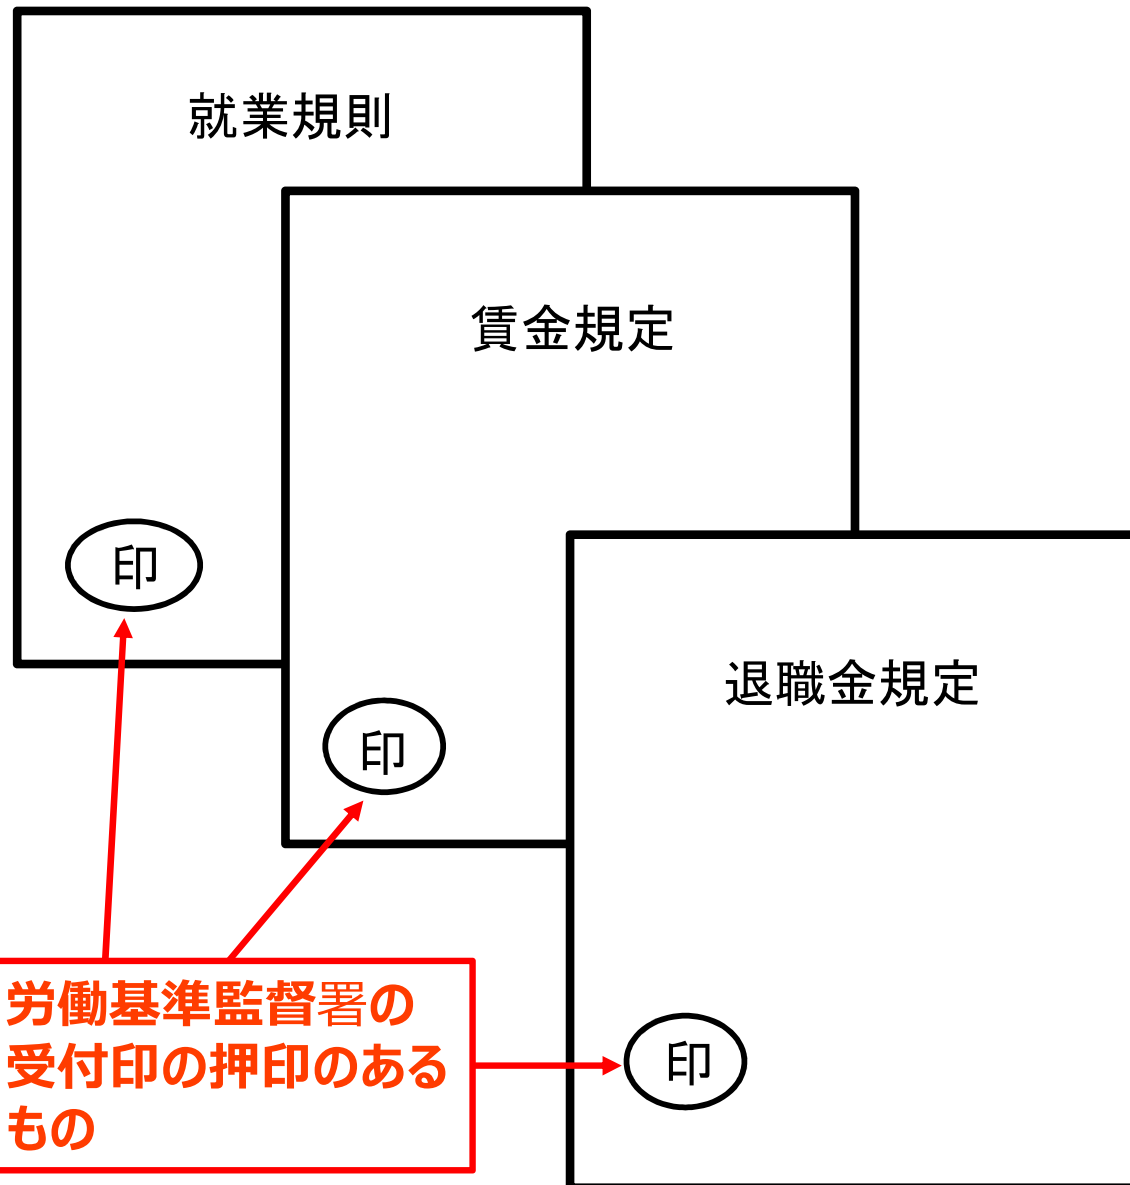 就業規則
賃金規定
印
印
退職金規定
労働基準監督署の
受付印の押印のある
もの
印